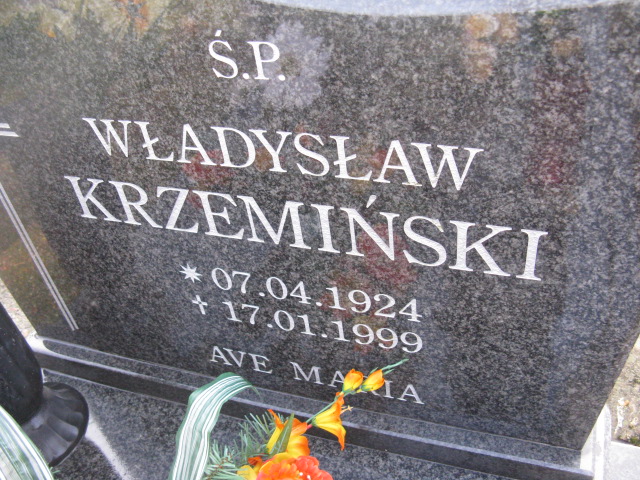 Ś.P.
WŁADYSŁAW
KRZEMIŃSKI
* 07.04.1924
† 17.01.1999
AVE MARIA